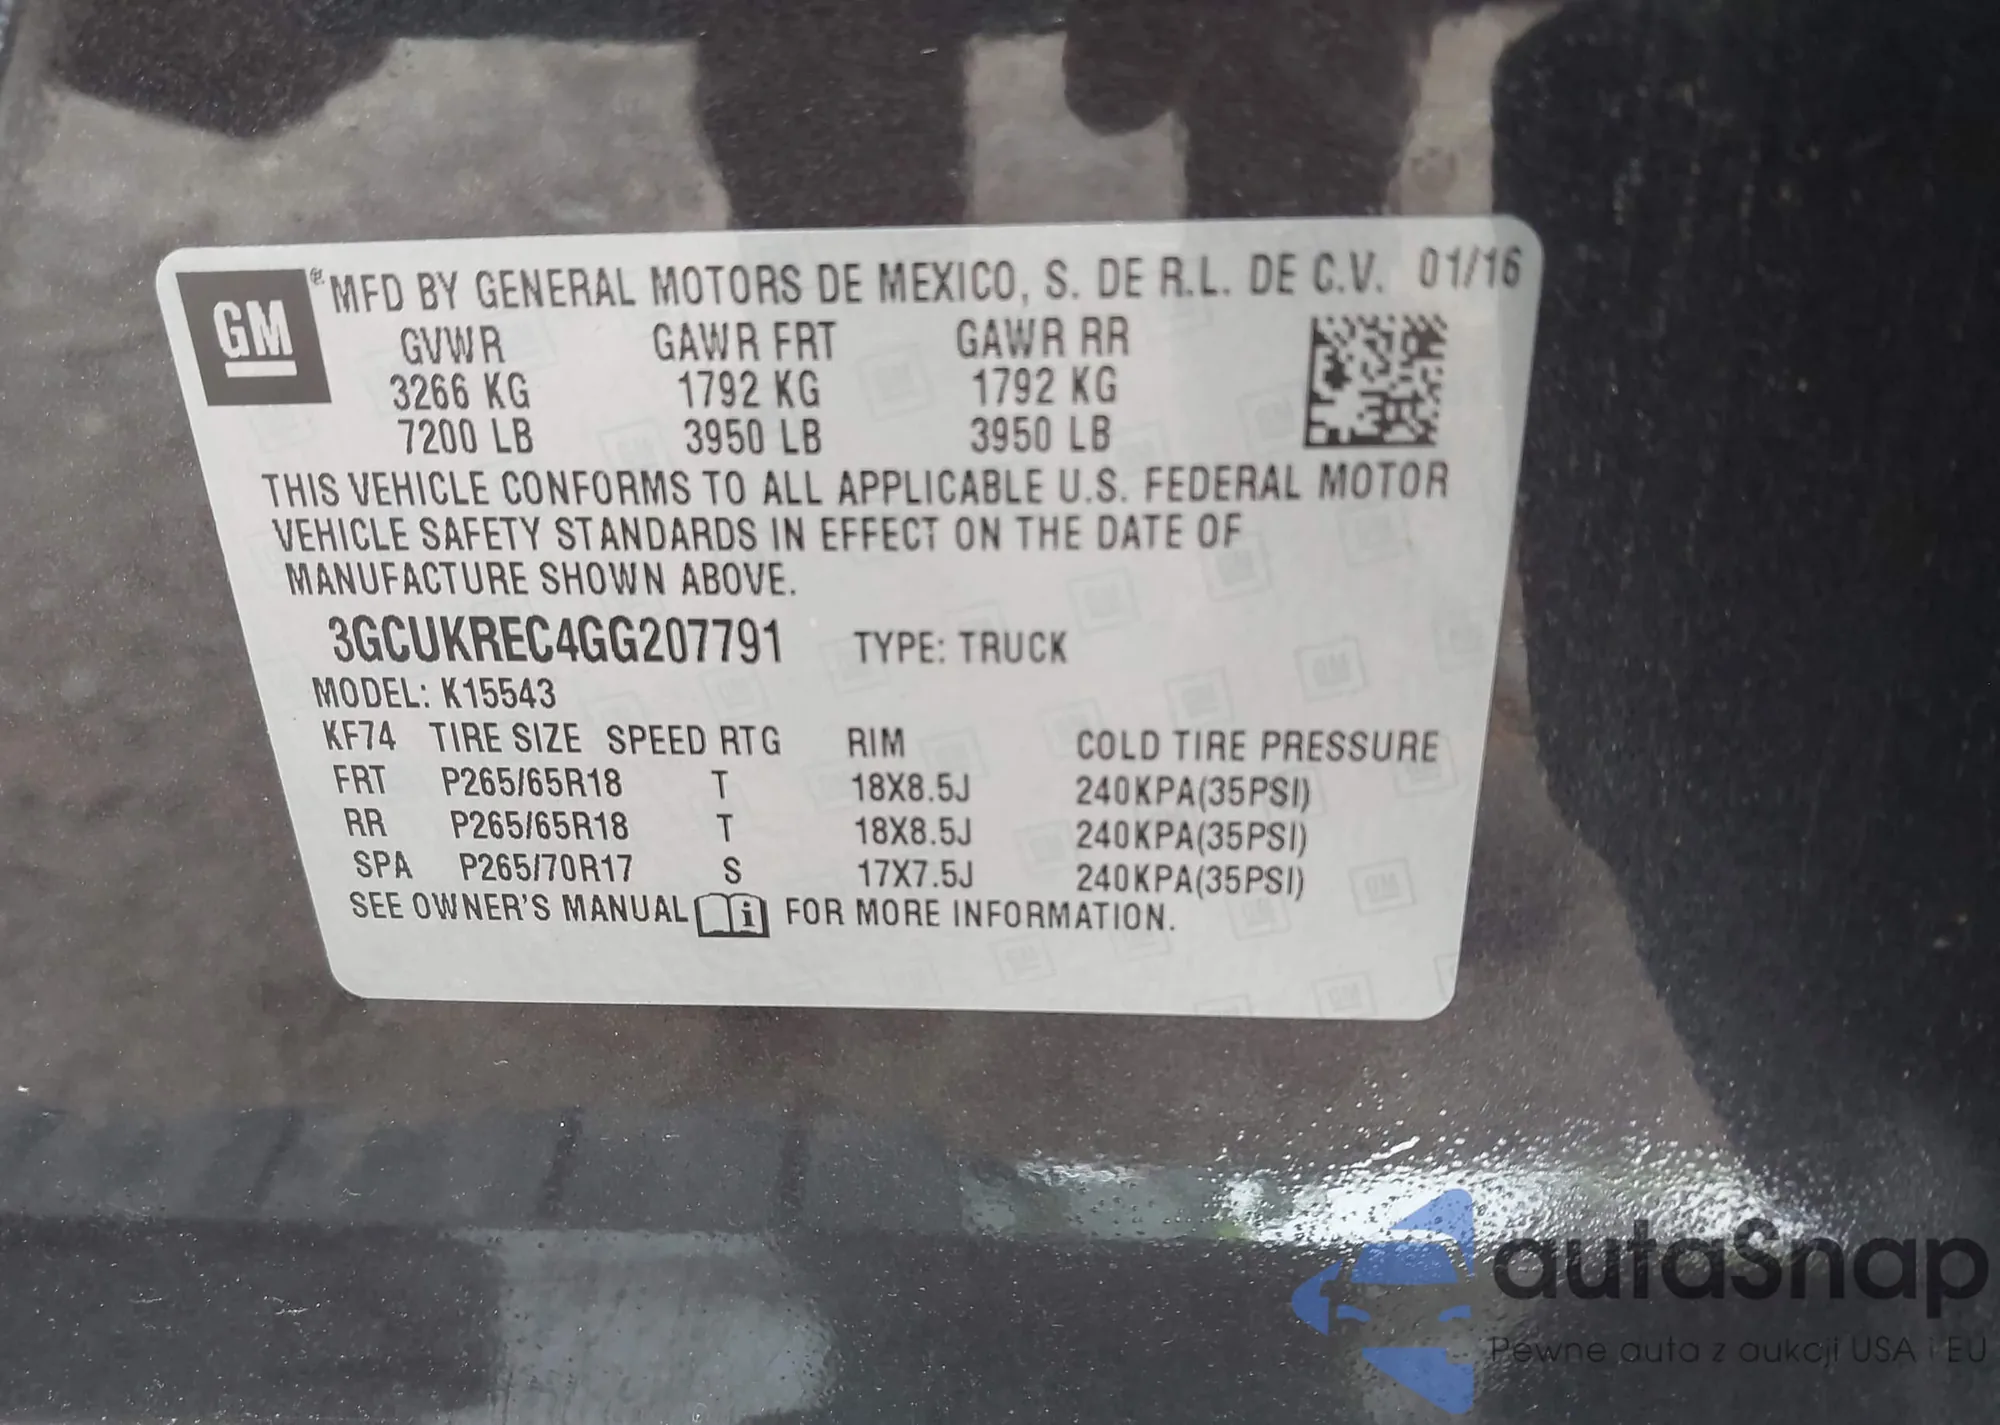 GM ® MFD BY GENERAL MOTORS DE MEXICO, S. DE R.L. DE C.V. 01/16
GVWR GAWR FRT GAWR RR
3266 KG 1792 KG 1792 KG
7200 LB 3950 LB 3950 LB
THIS VEHICLE CONFORMS TO ALL APPLICABLE U.S. FEDERAL MOTOR
VEHICLE SAFETY STANDARDS IN EFFECT ON THE DATE OF
MANUFACTURE SHOWN ABOVE.
3GCUKREC4GG207791 TYPE: TRUCK
MODEL: K15543
KF74 TIRE SIZE SPEED RTG RIM COLD TIRE PRESSURE
FRT P265/65R18 T 18X8.5J 240KPA(35PSI)
RR P265/65R18 T 18X8.5J 240KPA(35PSI)
SPA P265/70R17 S 17X7.5J 240KPA(35PSI)
SEE OWNER'S MANUAL i FOR MORE INFORMATION.
autaSnap
Pewne auta z aukcji USA i EU